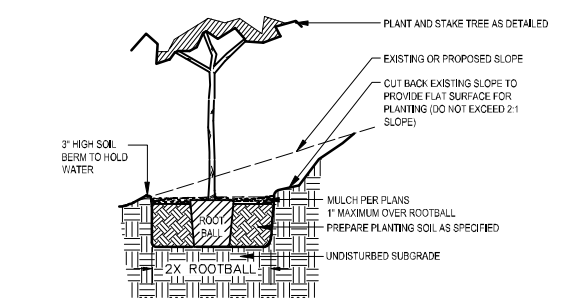 PLANT AND STAKE TREE AS DETAILED
EXISTING OR PROPOSED SLOPE
CUT BACK EXISTING SLOPE TO
PROVIDE FLAT SURFACE FOR
PLANTING (DO NOT EXCEED 2:1
SLOPE)
3" HIGH SOIL
BERM TO HOLD
WATER
MULCH PER PLANS
1" MAXIMUM OVER ROOTBALL
PREPARE PLANTING SOIL AS SPECIFIED
ROOT
BALL
UNDISTURBED SUBGRADE
2X ROOTBALL